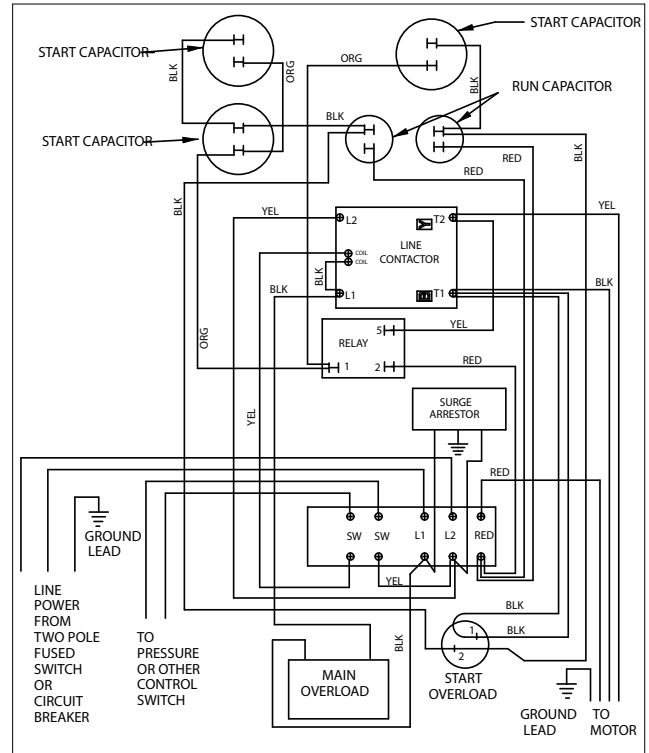 START CAPACITOR
START CAPACITOR
BLK
ORG
ORG
BLK
RUN CAPACITOR
START CAPACITOR
BLK
RED
BLK
RED
BLK
YEL
YEL
L2
Y
T2
LINE
CONTACTOR
COIL
COIL
BLK
BLK
L1
B
T1
BLK
ORG
5
YEL
RELAY
1
2
RED
YEL
SURGE
ARRESTOR
RED
GROUND
LEAD
SW
SW
L1
L2
RED
YEL
LINE
POWER
FROM
TWO POLE
FUSED
SWITCH
OR
CIRCUIT
BREAKER
TO
PRESSURE
OR OTHER
CONTROL
SWITCH
MAIN
OVERLOAD
BLK
BLK
1
BLK
2
START
OVERLOAD
GROUND
LEAD
TO
MOTOR